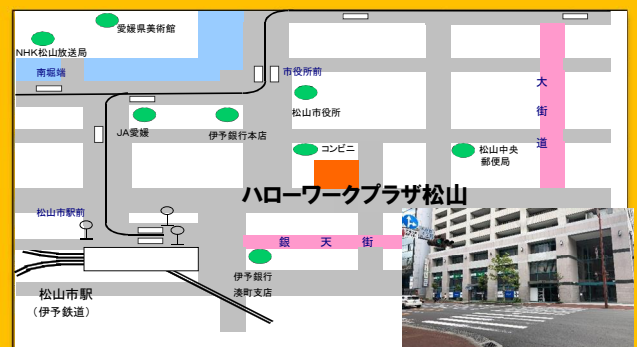 愛媛県美術館
NHK松山放送局
南堀端
市役所前
大街道
松山市役所
JA愛媛
伊予銀行本店
コンビニ
松山中央
郵便局
ハローワークプラザ松山
松山市駅前
銀天街
伊予銀行
湊町支店
松山市駅
（伊予鉄道）